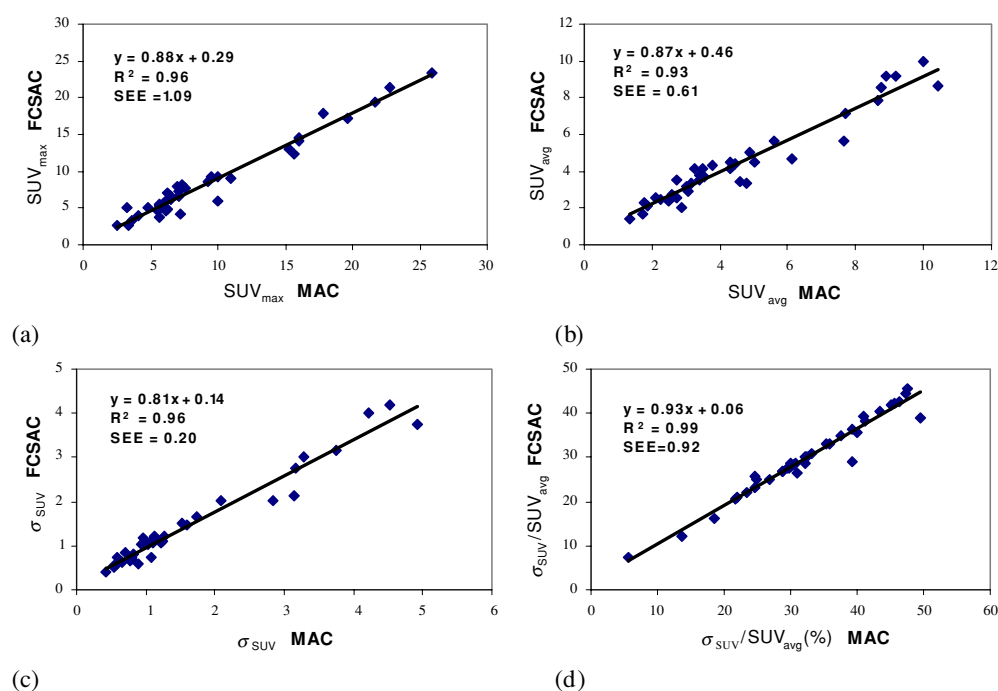 30
25
20
15
10
5
0
SUVmax FCSAC
y = 0.88x + 0.29
R² = 0.96
SEE =1.09
0 5 10 15 20 25 30
SUVmax MAC
(a)
12
10
8
6
4
2
0
SUVavg FCSAC
y = 0.87x + 0.46
R² = 0.93
SEE = 0.61
0 2 4 6 8 10 12
SUVavg MAC
(b)
5
4
3
2
1
0
σSUV FCSAC
y = 0.81x + 0.14
R² = 0.96
SEE = 0.20
0 1 2 3 4 5 6
σSUV MAC
(c)
50
40
30
20
10
0
σSUV/SUVavg FCSAC
y = 0.93x + 0.06
R² = 0.99
SEE=0.92
0 10 20 30 40 50 60
σSUV/SUVavg(%) MAC
(d)